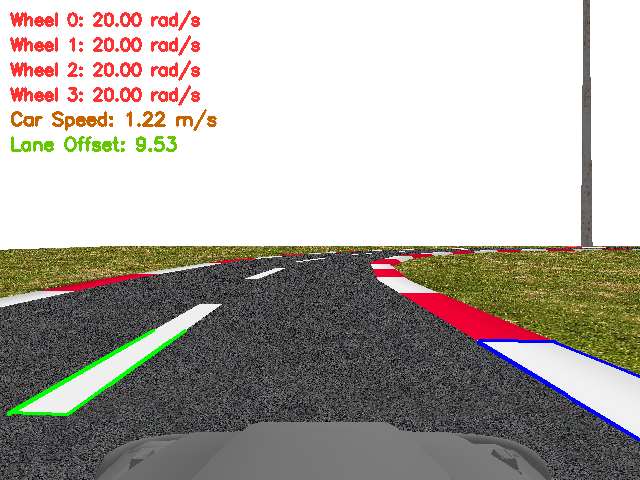 Wheel 0: 20.00 rad/s
Wheel 1: 20.00 rad/s
Wheel 2: 20.00 rad/s
Wheel 3: 20.00 rad/s
Car Speed: 1.22 m/s
Lane Offset: 9.53